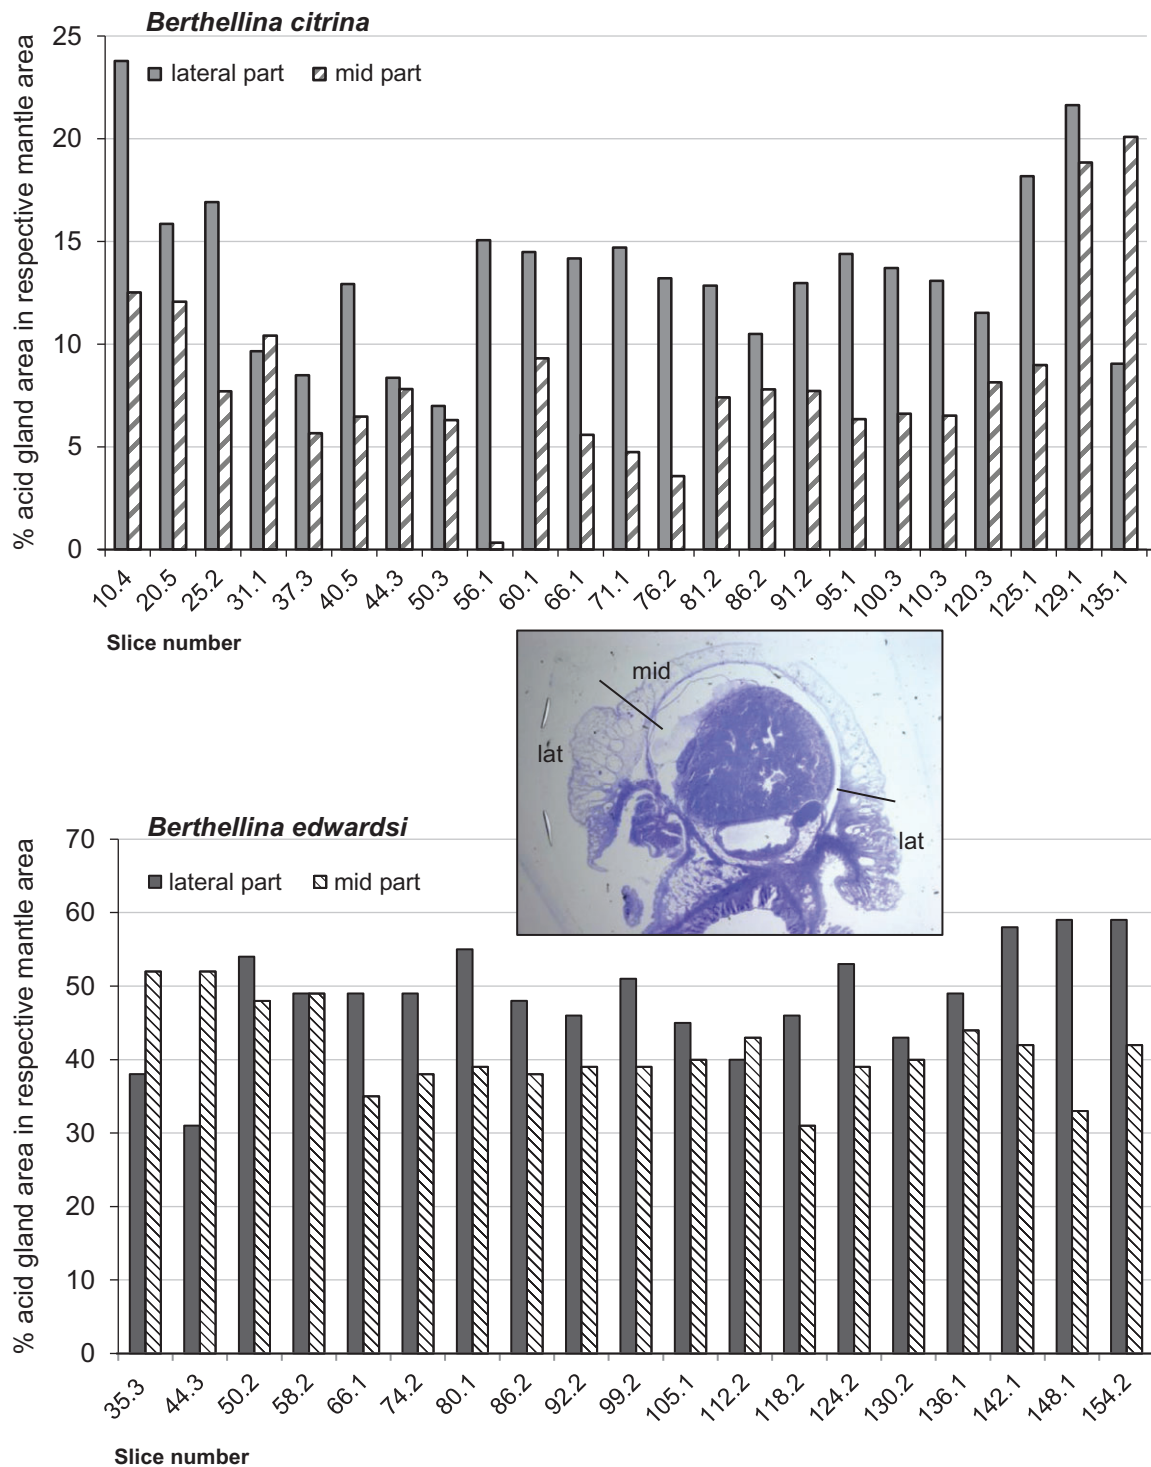 Berthellina citrina
% acid gland area in respective mantle area
lateral part mid part
25
20
15
10
5
0
10.4 20.5 25.2 31.1 37.3 40.5 44.3 50.3 56.1 60.1 66.1 71.1 76.2 81.2 86.2 91.2 95.1 100.3 110.3 120.3 125.1 129.1 135.1
Slice number
mid
lat
lat
Berthellina edwardsi
% acid gland area in respective mantle area
lateral part mid part
70
60
50
40
30
20
10
0
35.3 44.3 50.2 58.2 66.1 74.2 80.1 86.2 92.2 99.2 105.1 112.2 118.2 124.2 130.2 136.1 142.1 148.1 154.2
Slice number